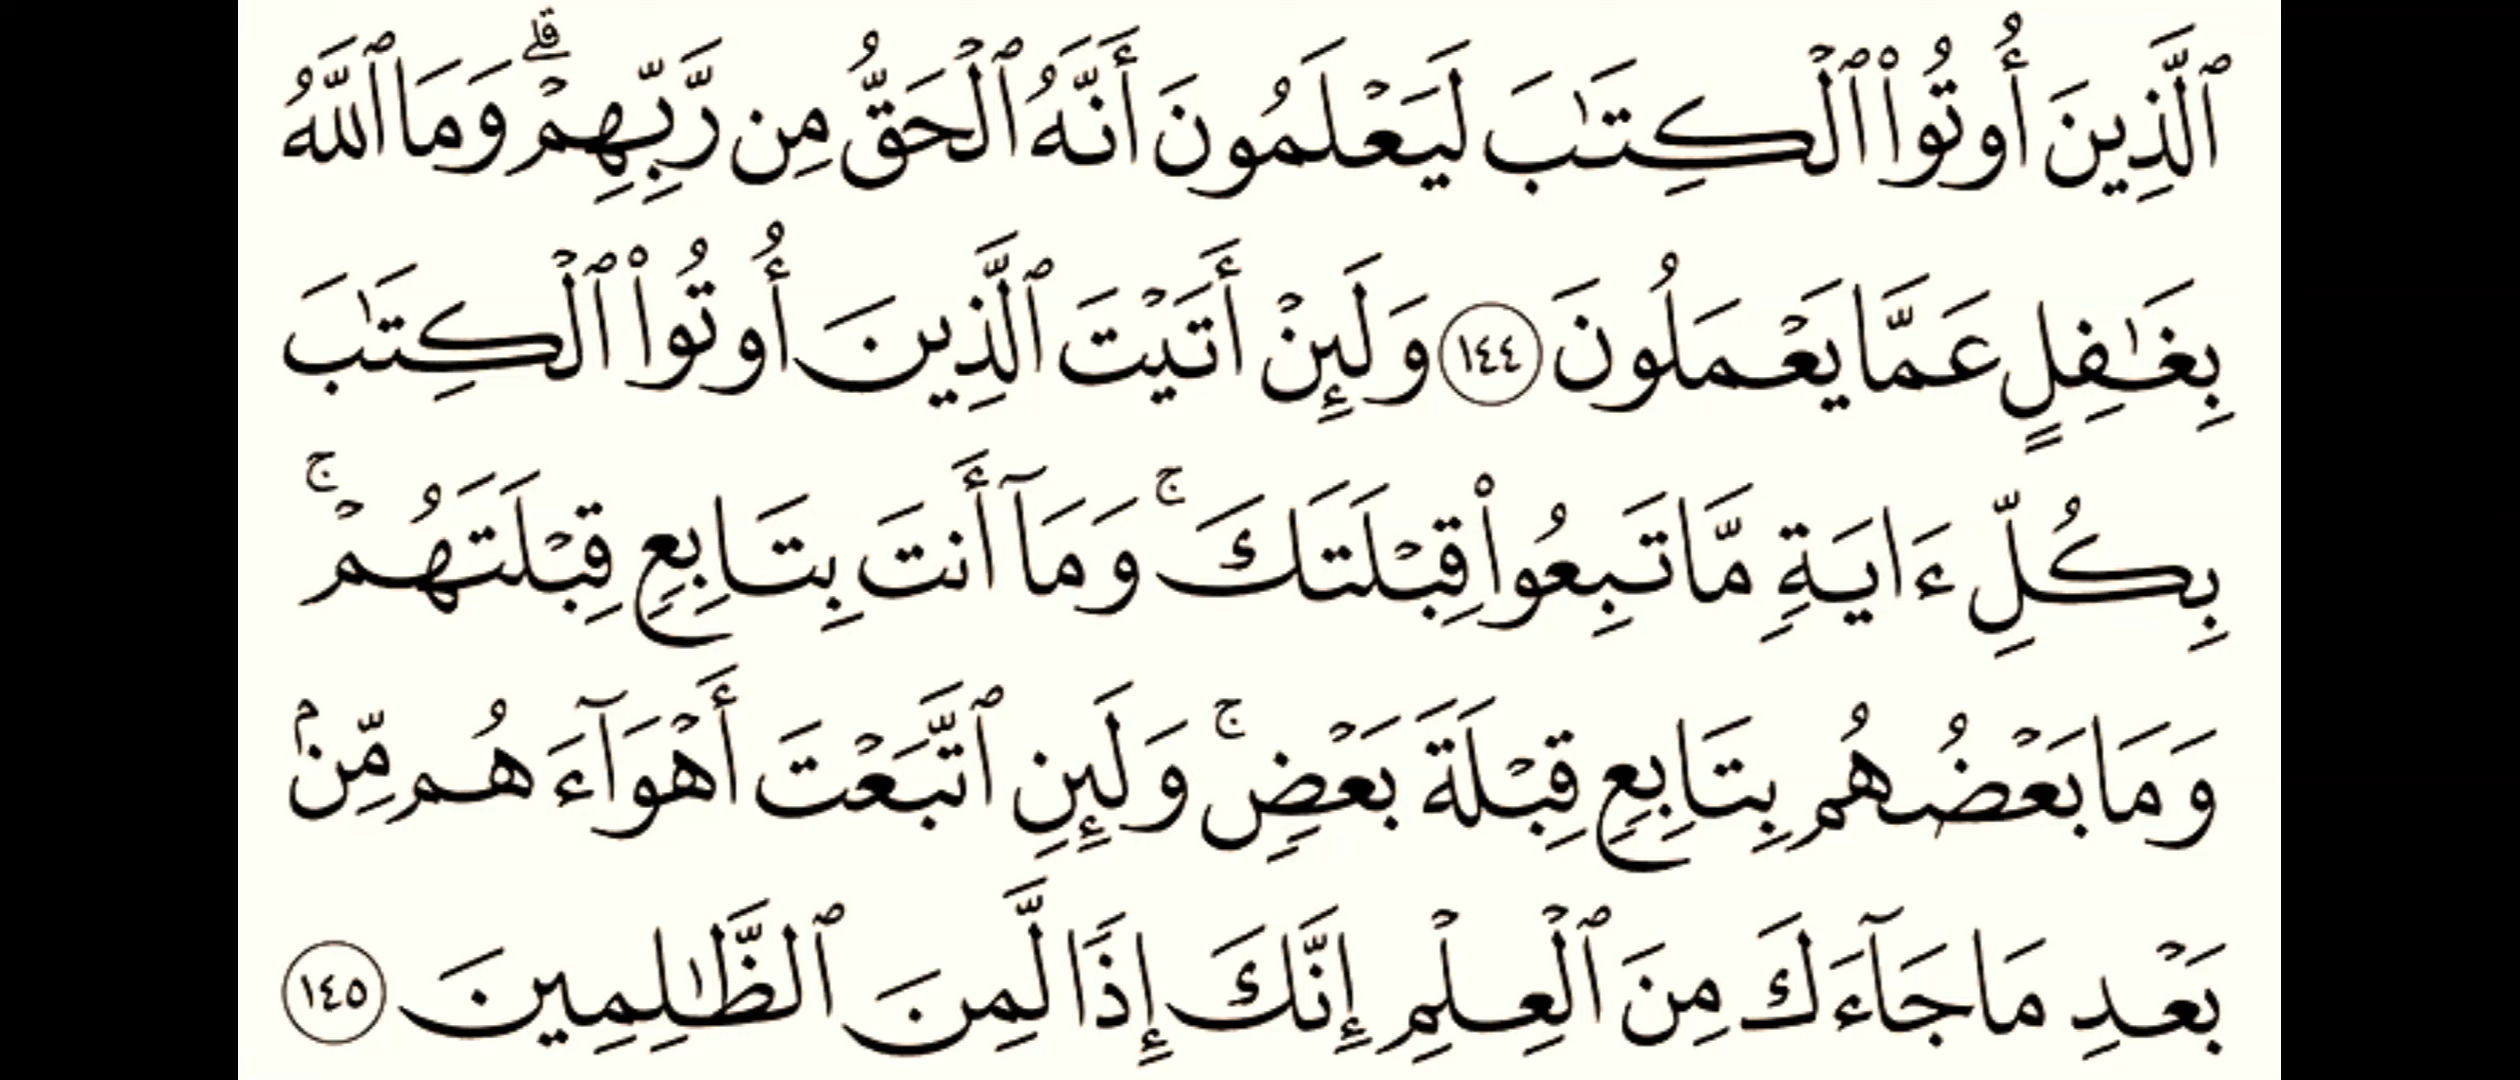 ٱلَّذِينَ أُوتُوا۟ ٱلْكِتَـٰبَ لَيَعْلَمُونَ أَنَّهُ ٱلْحَقُّ مِن رَّبِّهِمْ ۗ وَمَا ٱللَّهُ
بِغَـٰفِلٍ عَمَّا يَعْمَلُونَ ١٤٤ وَلَئِنْ أَتَيْتَ ٱلَّذِينَ أُوتُوا۟ ٱلْكِتَـٰبَ
بِكُلِّ ءَايَةٍ مَّا تَبِعُوا۟ قِبْلَتَكَ ۚ وَمَآ أَنتَ بِتَابِعٍ قِبْلَتَهُمْ ۚ
وَمَا بَعْضُهُم بِتَابِعٍ قِبْلَةَ بَعْضٍ ۚ وَلَئِنِ ٱتَّبَعْتَ أَهْوَآءَهُم مِّنۢ
بَعْدِ مَا جَآءَكَ مِنَ ٱلْعِلْمِ إِنَّكَ إِذًا لَّمِنَ ٱلظَّـٰلِمِينَ ١٤٥